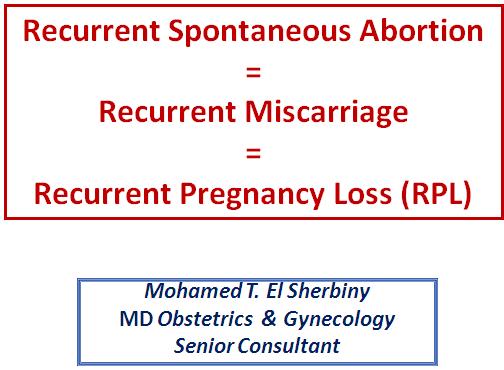 Recurrent Spontaneous Abortion
=
Recurrent Miscarriage
=
Recurrent Pregnancy Loss (RPL)
Mohamed T. El Sherbiny
MD Obstetrics & Gynecology
Senior Consultant